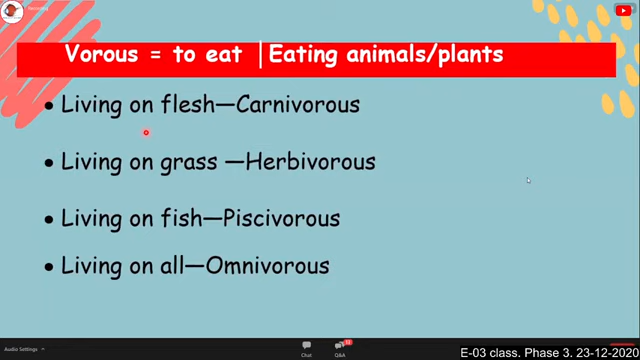 Recording
Vorous = to eat |Eating animals/plants
• Living on flesh—Carnivorous
• Living on grass —Herbivorous
• Living on fish—Piscivorous
• Living on all—Omnivorous
Audio Settings
Chat
Q&A
E-03 class. Phase 3. 23-12-2020